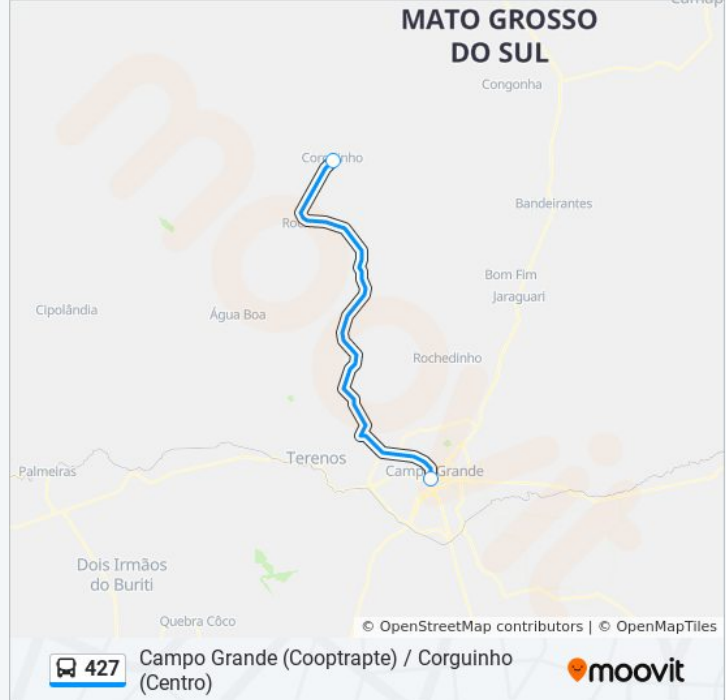 Camap
MATO GROSSO
DO SUL
Congonha
Corguinho
Bandeirantes
Bom Fim
Jaraguari
Cipolândia
Água Boa
Rochedinho
Terenos
Palmeiras
Campo Grande
Dois Irmãos
do Buriti
Quebra Côco
© OpenStreetMap contributors | © OpenMapTiles
427
Campo Grande (Cooptrapte) / Corguinho
(Centro)
moovit